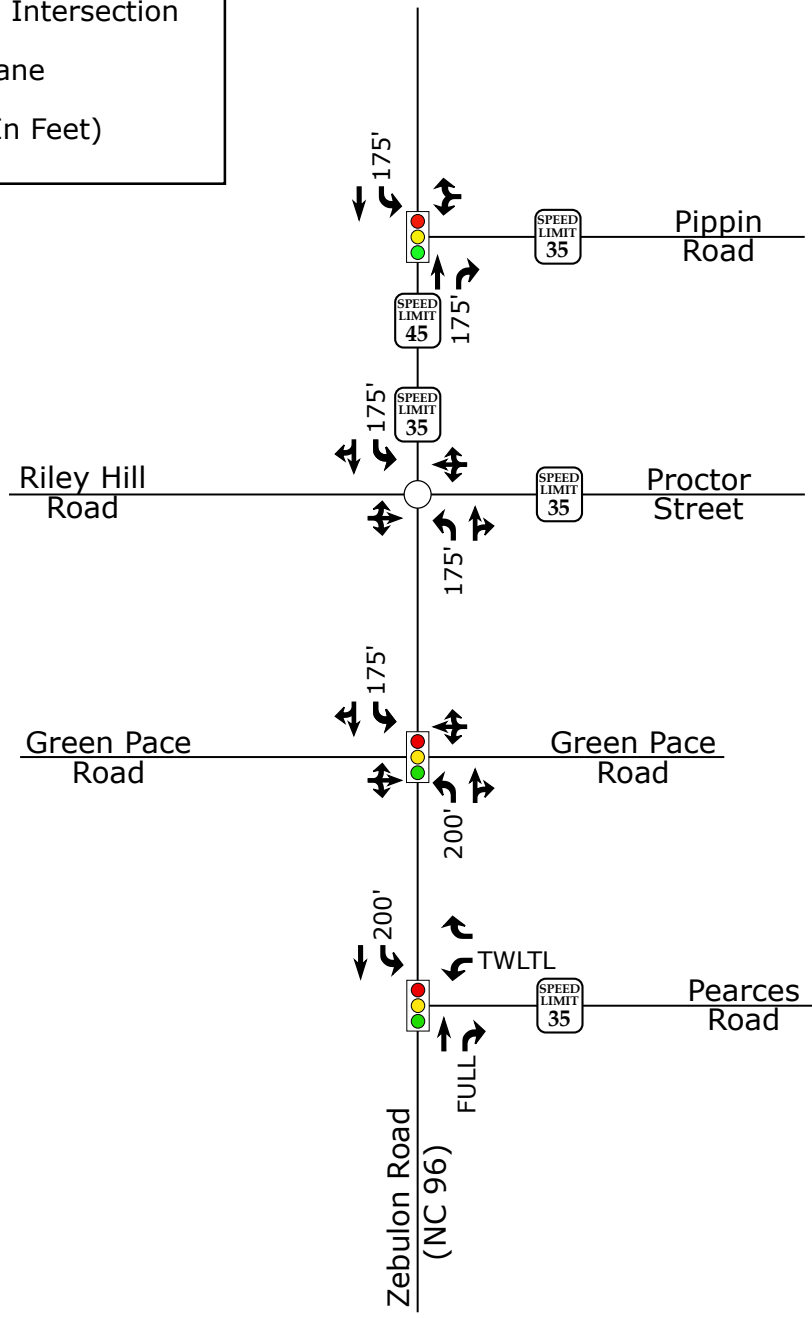 Intersection
ane
n Feet)
175'
SPEED
LIMIT
35
Pippin
Road
175'
SPEED
LIMIT
45
175'
SPEED
LIMIT
35
Riley Hill
Road
SPEED
LIMIT
35
Proctor
Street
175'
175'
Green Pace
Road
Green Pace
Road
200'
200'
TWLTL
SPEED
LIMIT
35
Pearces
Road
FULL
Zebulon Road
(NC 96)